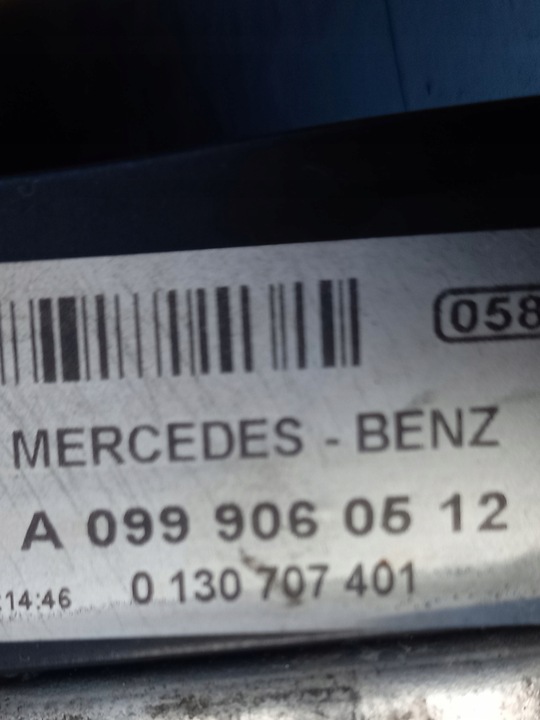 058
MERCEDES - BENZ
A 099 906 05 12
:14:46 0 130 707 401